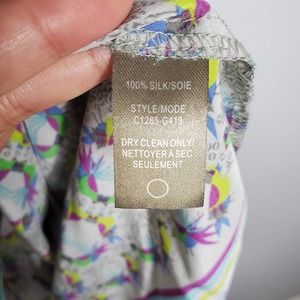 100% SILK/SOIE
STYLE/MODE
C1285-G419
DRY CLEAN ONLY/
NETTOYER A SEC
SEULEMENT